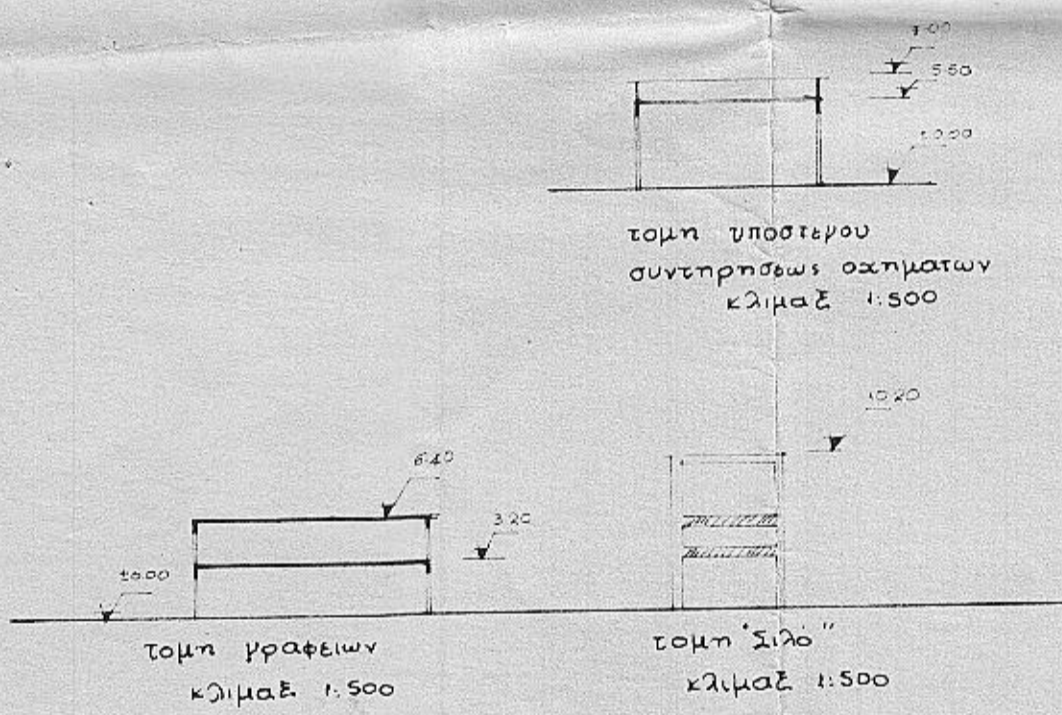 7.00
5.50
±0.00
τομη υποστεγου
συντηρησεως οχηματων
κλιμαξ 1:500
10.20
6.40
3.20
±0.00
τομη γραφειων
κλιμαξ 1:500
τομη "Σιλό"
κλιμαξ 1:500